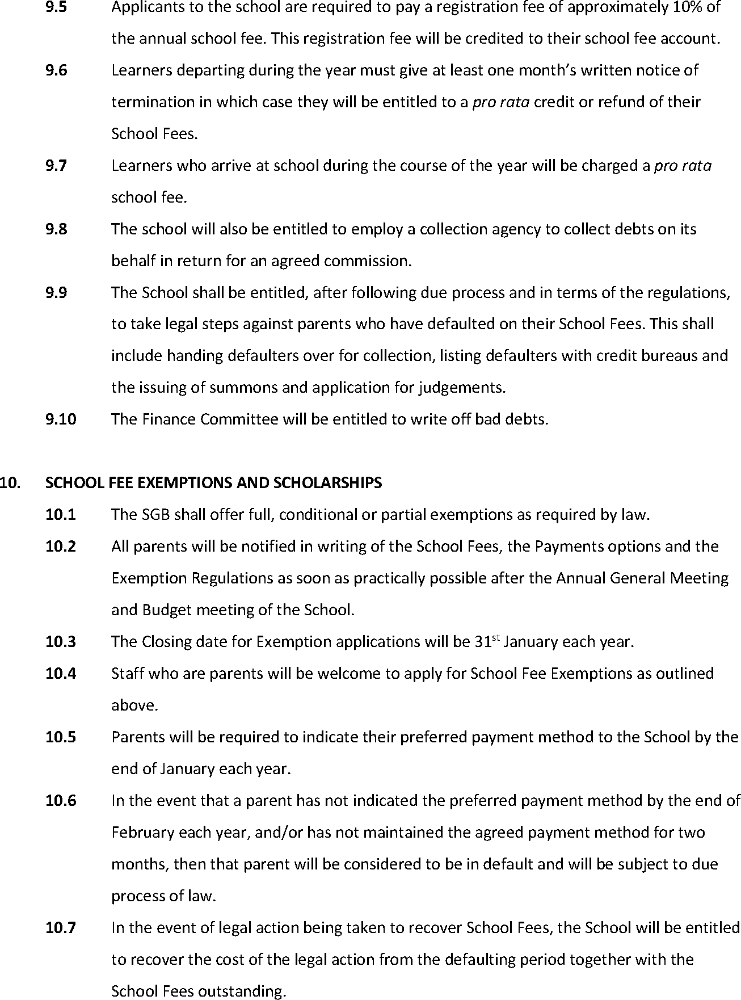 9.5 Applicants to the school are required to pay a registration fee of approximately 10% of
the annual school fee. This registration fee will be credited to their school fee account.
9.6 Learners departing during the year must give at least one month’s written notice of
termination in which case they will be entitled to a pro rata credit or refund of their
School Fees.
9.7 Learners who arrive at school during the course of the year will be charged a pro rata
school fee.
9.8 The school will also be entitled to employ a collection agency to collect debts on its
behalf in return for an agreed commission.
9.9 The School shall be entitled, after following due process and in terms of the regulations,
to take legal steps against parents who have defaulted on their School Fees. This shall
include handing defaulters over for collection, listing defaulters with credit bureaus and
the issuing of summons and application for judgements.
9.10 The Finance Committee will be entitled to write off bad debts.
10. SCHOOL FEE EXEMPTIONS AND SCHOLARSHIPS
10.1 The SGB shall offer full, conditional or partial exemptions as required by law.
10.2 All parents will be notified in writing of the School Fees, the Payments options and the
Exemption Regulations as soon as practically possible after the Annual General Meeting
and Budget meeting of the School.
10.3 The Closing date for Exemption applications will be 31st January each year.
10.4 Staff who are parents will be welcome to apply for School Fee Exemptions as outlined
above.
10.5 Parents will be required to indicate their preferred payment method to the School by the
end of January each year.
10.6 In the event that a parent has not indicated the preferred payment method by the end of
February each year, and/or has not maintained the agreed payment method for two
months, then that parent will be considered to be in default and will be subject to due
process of law.
10.7 In the event of legal action being taken to recover School Fees, the School will be entitled
to recover the cost of the legal action from the defaulting period together with the
School Fees outstanding.